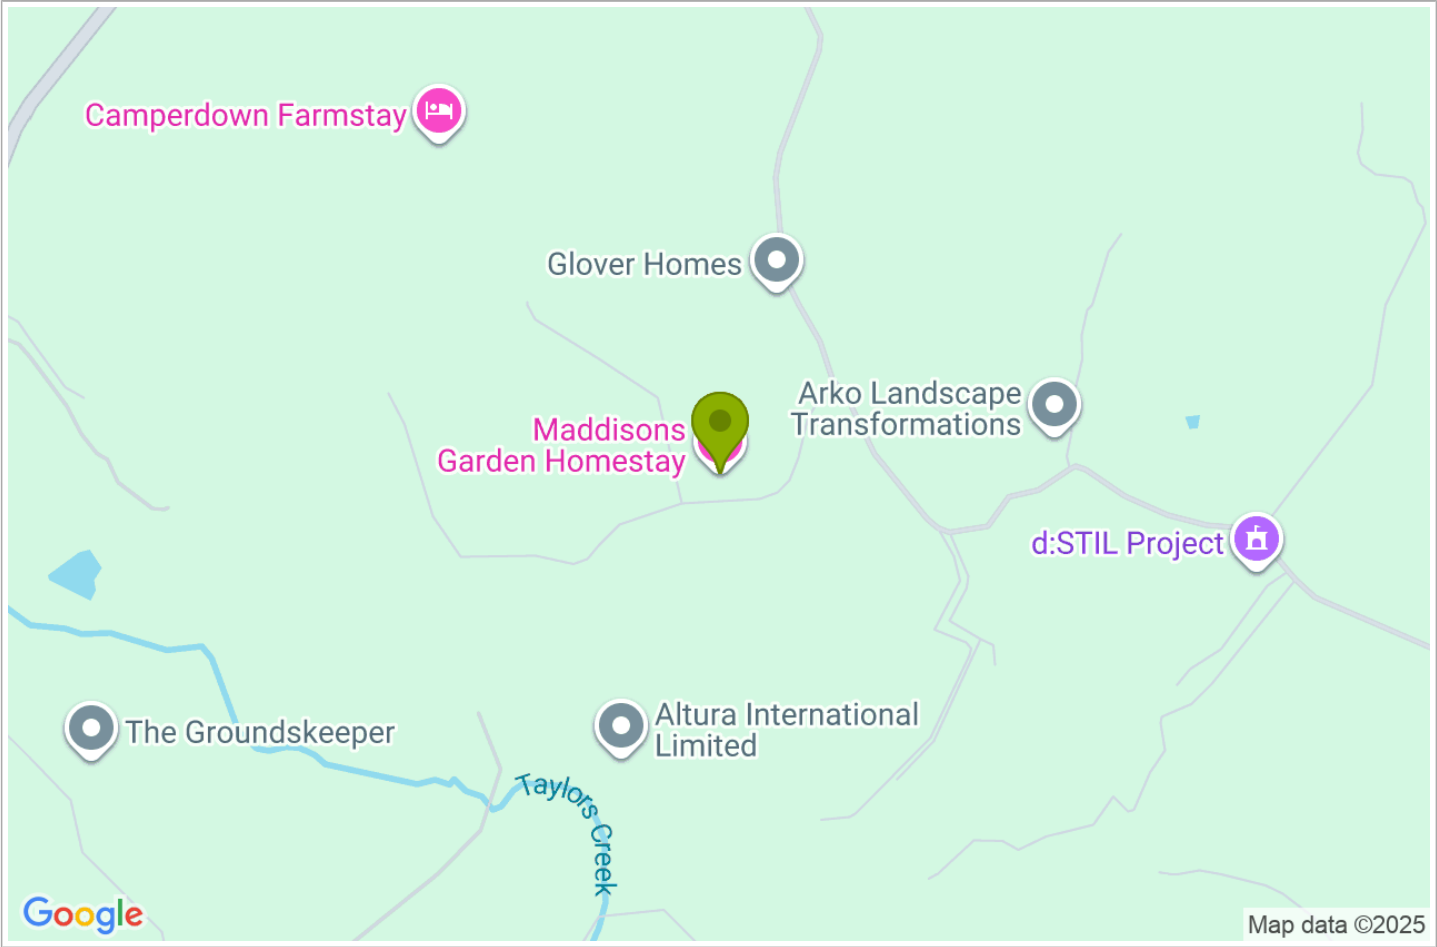 Camperdown Farmstay
Glover Homes
Arko Landscape
Transformations
Maddisons
Garden Homestay
d:STIL Project
The Groundskeeper
Altura International
Limited
Taylors Creek
Google
Map data ©2025